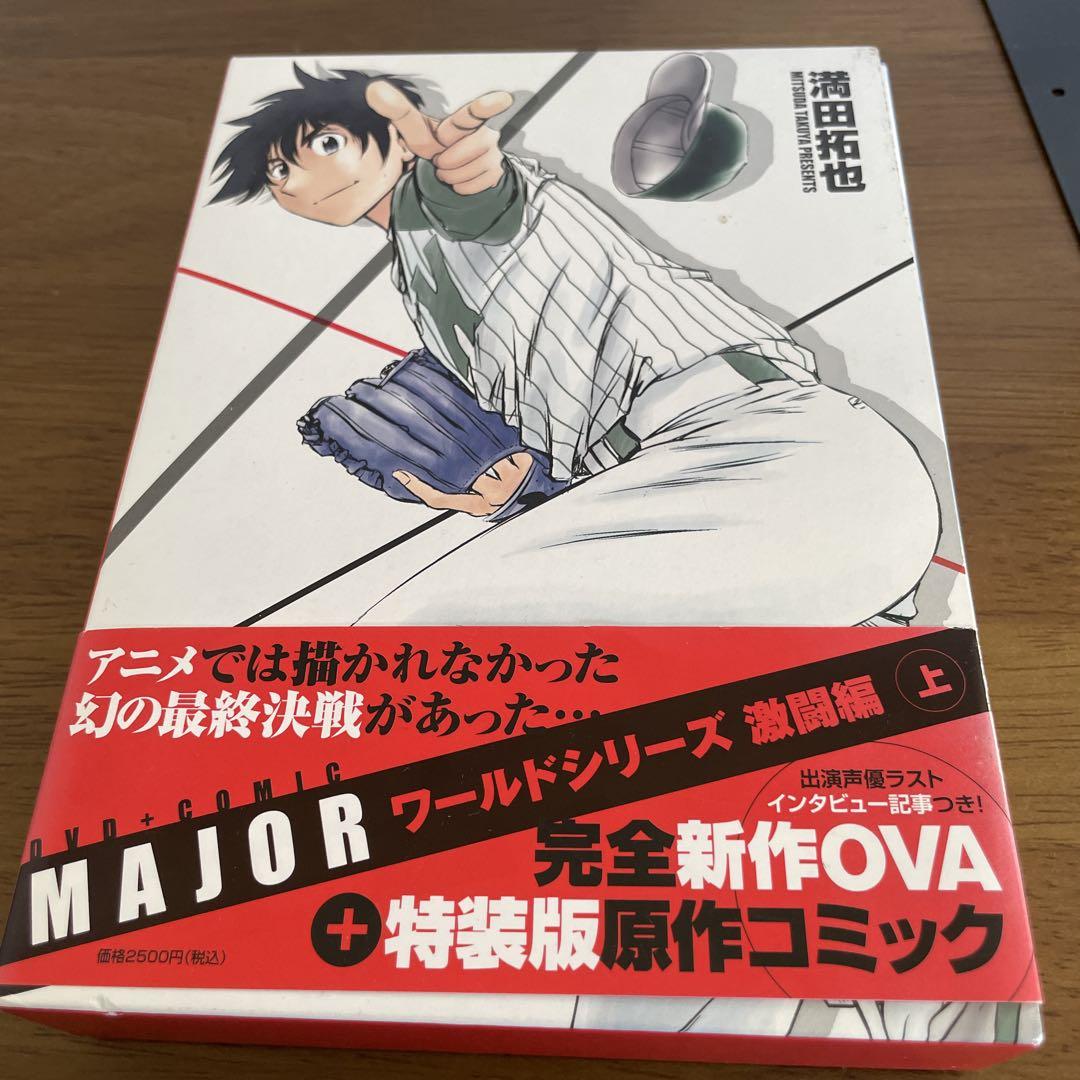 満田拓也
MITSUDA TAKUYA PRESENTS
アニメでは描かれなかった
幻の最終決戦があった…
DVD+COMIC
MAJOR ワールドシリーズ 激闘編 上
出演声優ラスト
インタビュー記事つき!
完全新作OVA
+特装版原作コミック
価格2500円(税込)